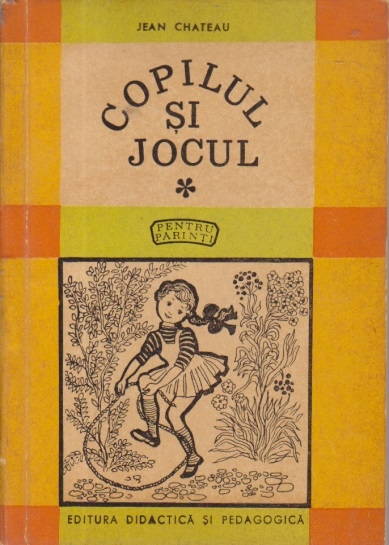 JEAN CHATEAU
COPILUL
ȘI
JOCUL
*
PENTRU
PĂRINȚI
EDITURA DIDACTICĂ ȘI PEDAGOGICĂ